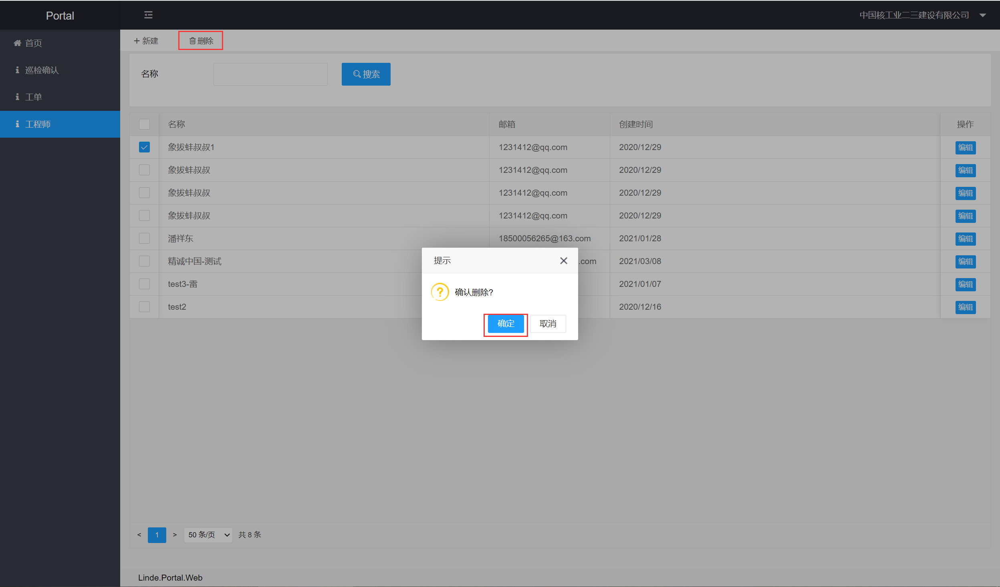 Portal
中国核工业二三建设有限公司
首页
巡检确认
工单
工程师
新建
删除
名称
搜索
名称 邮箱 创建时间 操作
象拔蚌叔叔1 1231412@qq.com 2020/12/29 编辑
象拔蚌叔叔 1231412@qq.com 2020/12/29 编辑
象拔蚌叔叔 1231412@qq.com 2020/12/29 编辑
象拔蚌叔叔 1231412@qq.com 2020/12/29 编辑
潘祥东 18500056265@163.com 2021/01/28 编辑
精诚中国-测试 .com 2021/03/08 编辑
test3-雷 2021/01/07 编辑
test2 2020/12/16 编辑
提示
确认删除?
确定 取消
< 1 > 50 条/页 共 8 条
Linde.Portal.Web